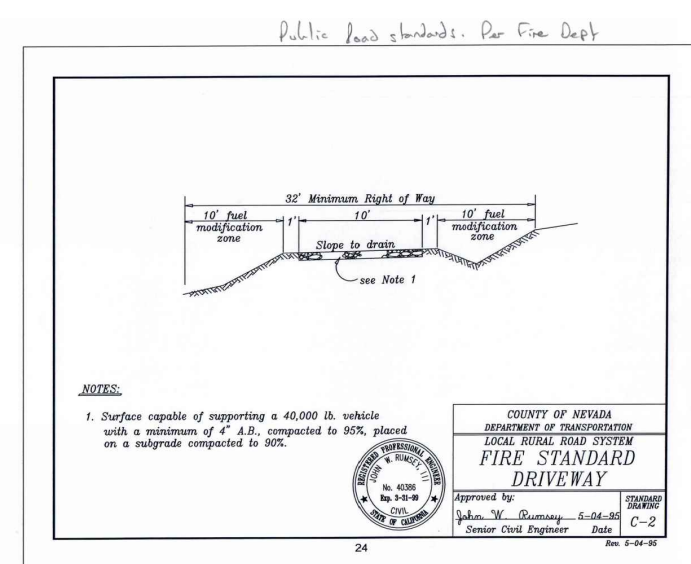 Public Road standards. Per Fire Dept
32' Minimum Right of Way
10' fuel modification zone
1'
10'
1'
10' fuel modification zone
Slope to drain
see Note 1
NOTES:
1. Surface capable of supporting a 40,000 lb. vehicle
with a minimum of 4" A.B., compacted to 95%, placed
on a subgrade compacted to 90%.
REGISTERED PROFESSIONAL ENGINEER
JOHN W. RUMSEY, III
No. 40386
Exp. 3-31-99
CIVIL
STATE OF CALIFORNIA
COUNTY OF NEVADA
DEPARTMENT OF TRANSPORTATION
LOCAL RURAL ROAD SYSTEM
FIRE STANDARD
DRIVEWAY
Approved by:
John W. Rumsey 5-04-95
Senior Civil Engineer Date
STANDARD
DRAWING
C-2
24
Rev. 5-04-95